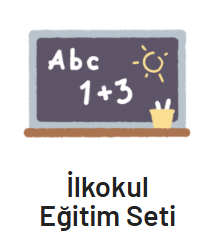 Abc
1+3
İlkokul
Eğitim Seti